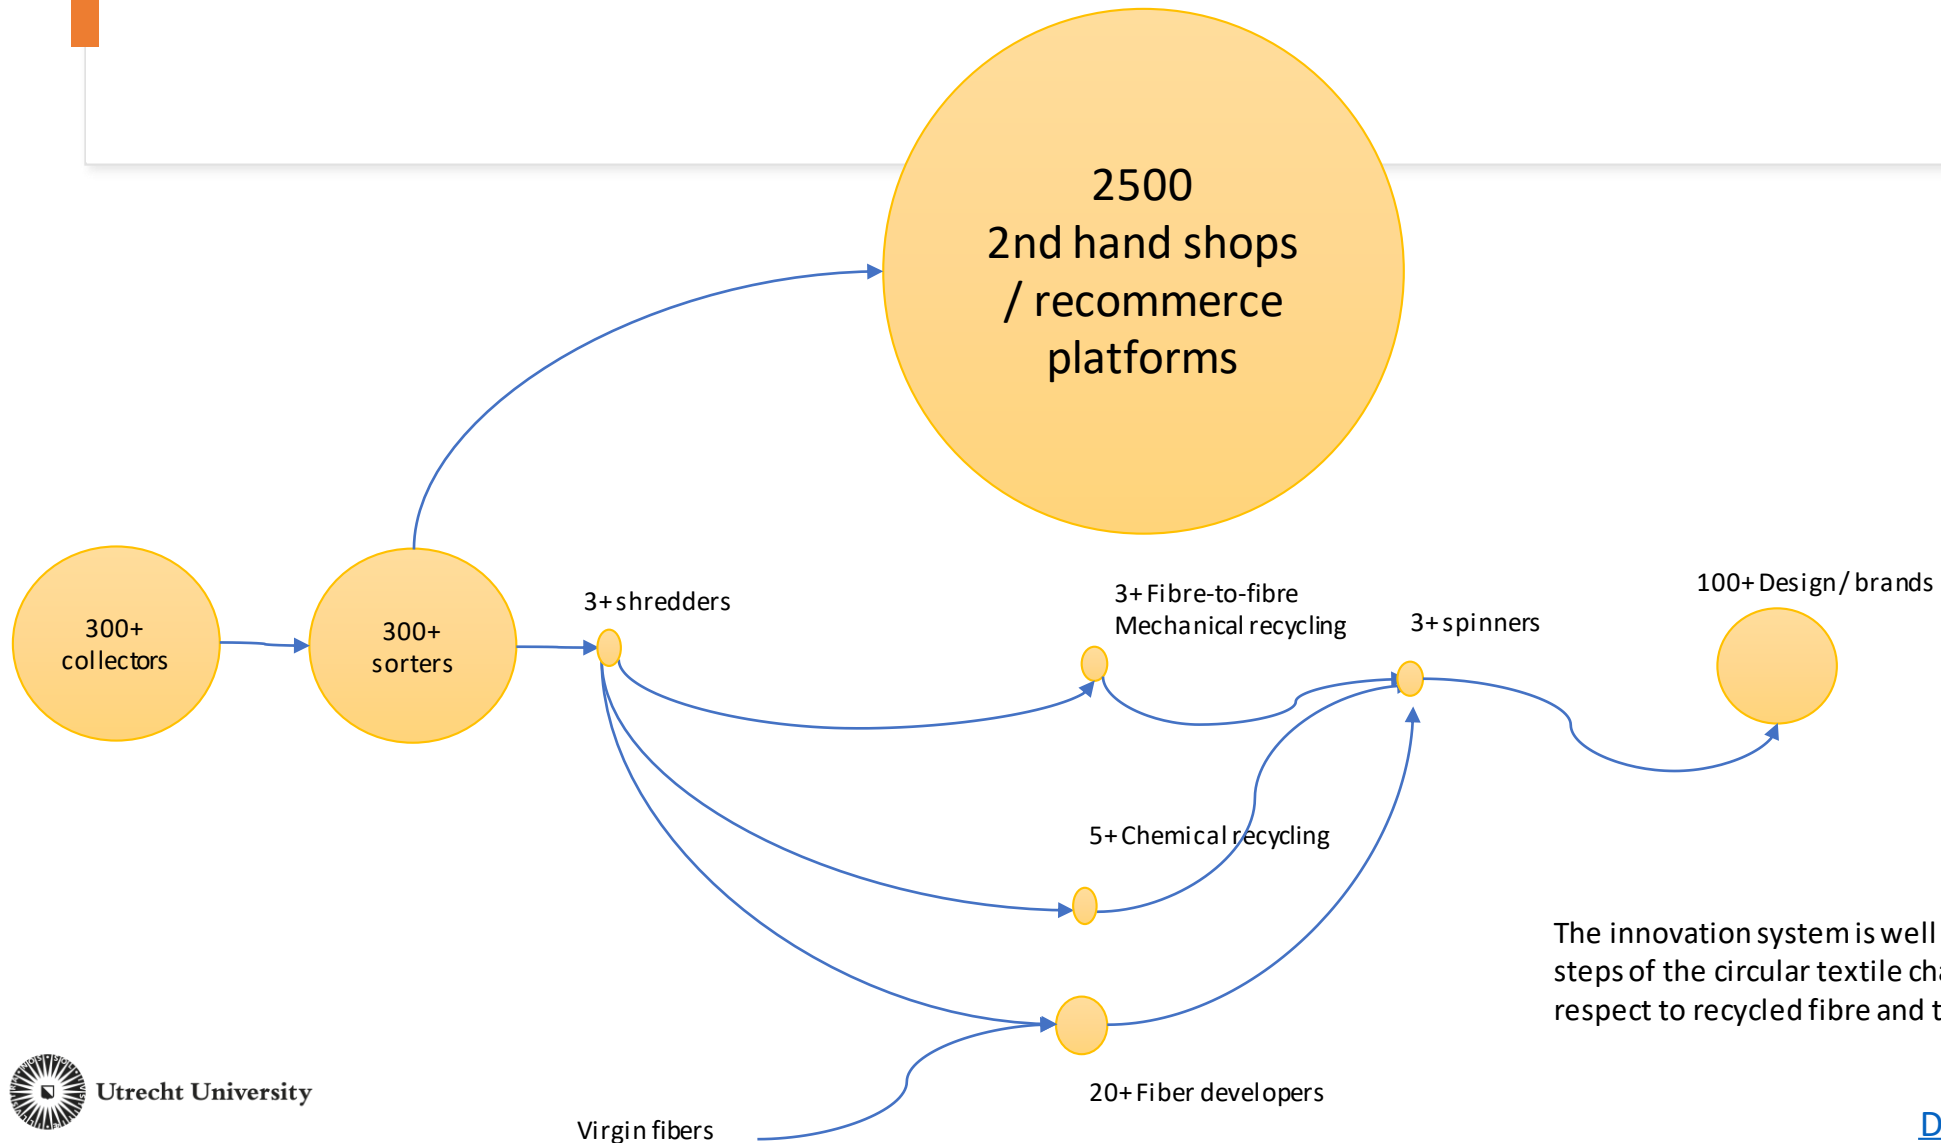 2500
2nd hand shops
/ recommerce
platforms
300+
collectors
300+
sorters
3+ shredders
3+ Fibre-to-fibre
Mechanical recycling
3+ spinners
100+ Design / brands
5+ Chemical recycling
The innovation system is well
steps of the circular textile cha
respect to recycled fibre and t
20+ Fiber developers
Virgin fibers
Utrecht University
D